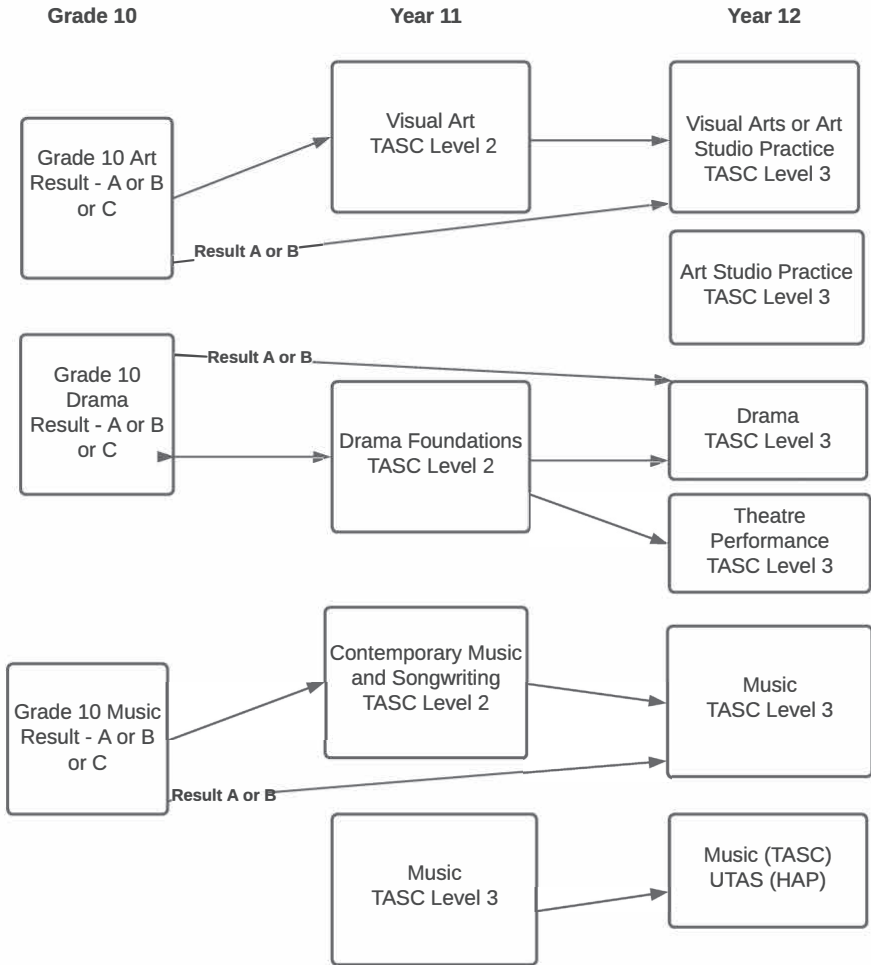 Grade 10
Year 11
Year 12
Grade 10 Art
Result - A or B
or C
Visual Art
TASC Level 2
Visual Arts or Art
Studio Practice
TASC Level 3
Result A or B
Art Studio Practice
TASC Level 3
Grade 10
Drama
Result - A or B
or C
Result A or B
Drama Foundations
TASC Level 2
Drama
TASC Level 3
Theatre
Performance
TASC Level 3
Grade 10 Music
Result - A or B
or C
Contemporary Music
and Songwriting
TASC Level 2
Music
TASC Level 3
Result A or B
Music
TASC Level 3
Music (TASC)
UTAS (HAP)